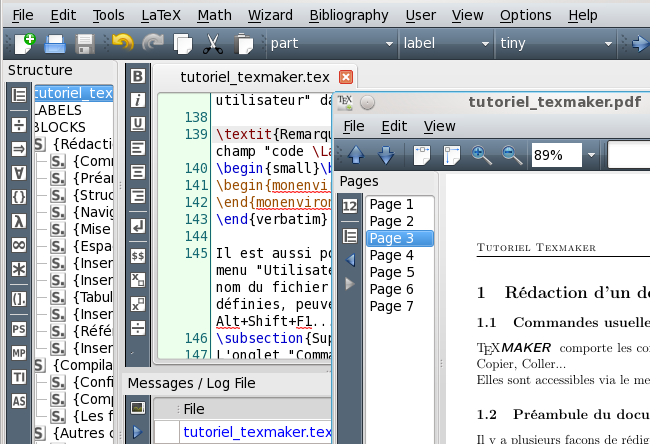 File Edit Tools LaTeX Math Wizard Bibliography User View Options Help
part label tiny
Structure
tutoriel_tex
LABELS
BLOCKS
{Rédactio
{Comm
{Préar
{Struc
{Navig
{Mise
{Espa
{Inser
{Inser
{Tabul
{Inser
{Référ
{Inser
{Compila
{Confi
{Comp
{Les f
{Autres c
tutoriel_texmaker.tex
utilisateur" da
138
139 \textit{Remarqu
champ "code \La
140 \begin{small}\b
141 \begin{monenvi
142 \end{monenviron
143 \end{verbatim}
144
145 Il est aussi po
menu "Utilisate
nom du fichier
définies, peuve
Alt+Shift+F1..
146 \subsection{Sup
147 L'onglet "Comma
Messages / Log File
File
tutoriel_texmaker.tex
tutoriel_texmaker.pdf
File Edit View
89%
Pages
Page 1
Page 2
Page 3
Page 4
Page 5
Page 6
Page 7
Tutoriel Texmaker
1 Rédaction d'un do
1.1 Commandes usuelle
TEXMAKER comporte les co
Copier, Coller...
Elles sont accessibles via le me
1.2 Préambule du docu
Il y a plusieurs façons de rédig